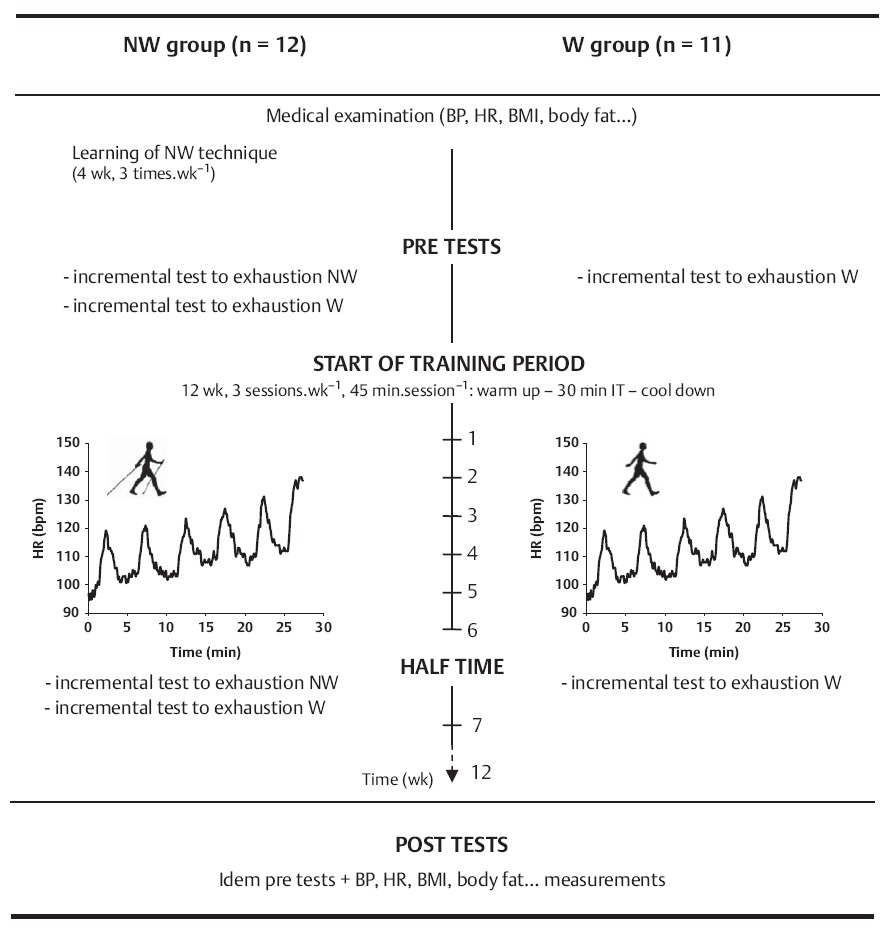 NW group (n = 12)
W group (n = 11)
Medical examination (BP, HR, BMI, body fat...)
Learning of NW technique
(4 wk, 3 times.wk⁻¹)
PRE TESTS
- incremental test to exhaustion NW
- incremental test to exhaustion W
- incremental test to exhaustion W
START OF TRAINING PERIOD
12 wk, 3 sessions.wk⁻¹, 45 min.session⁻¹: warm up – 30 min IT – cool down
150
140
130
120
110
100
90
HR (bpm)
0 5 10 15 20 25 30
Time (min)
1
2
3
4
5
6
150
140
130
120
110
100
90
HR (bpm)
0 5 10 15 20 25 30
Time (min)
HALF TIME
- incremental test to exhaustion NW
- incremental test to exhaustion W
- incremental test to exhaustion W
7
Time (wk) 12
POST TESTS
Idem pre tests + BP, HR, BMI, body fat... measurements